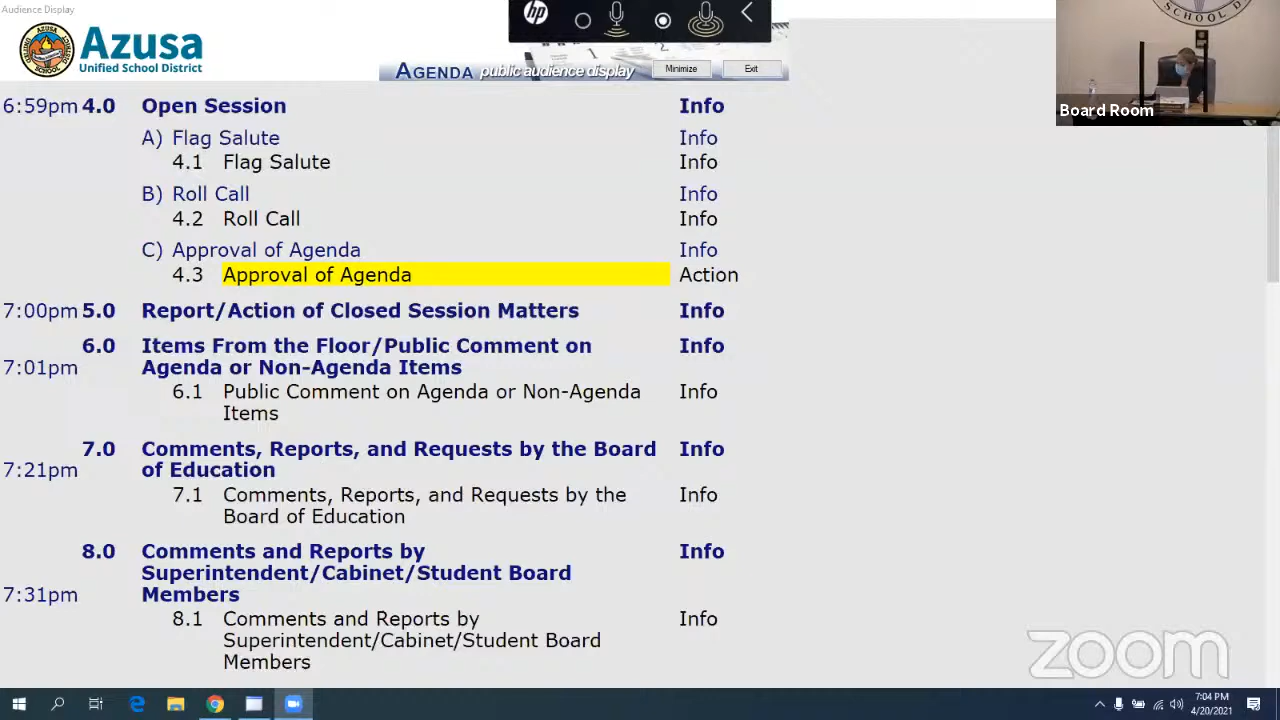 Audience Display
Azusa
Unified School District
hp
AGENDA public audience display
Minimize
Exit
SCHOOL D
Board Room
6:59pm 4.0 Open Session Info
A) Flag Salute Info
4.1 Flag Salute Info
B) Roll Call Info
4.2 Roll Call Info
C) Approval of Agenda Info
4.3 Approval of Agenda Action
7:00pm 5.0 Report/Action of Closed Session Matters Info
6.0 Items From the Floor/Public Comment on Info
7:01pm Agenda or Non-Agenda Items
6.1 Public Comment on Agenda or Non-Agenda Info
Items
7.0 Comments, Reports, and Requests by the Board Info
7:21pm of Education
7.1 Comments, Reports, and Requests by the Info
Board of Education
8.0 Comments and Reports by Info
Superintendent/Cabinet/Student Board
7:31pm Members
8.1 Comments and Reports by Info
Superintendent/Cabinet/Student Board
Members
zoom
7:04 PM
4/20/2021